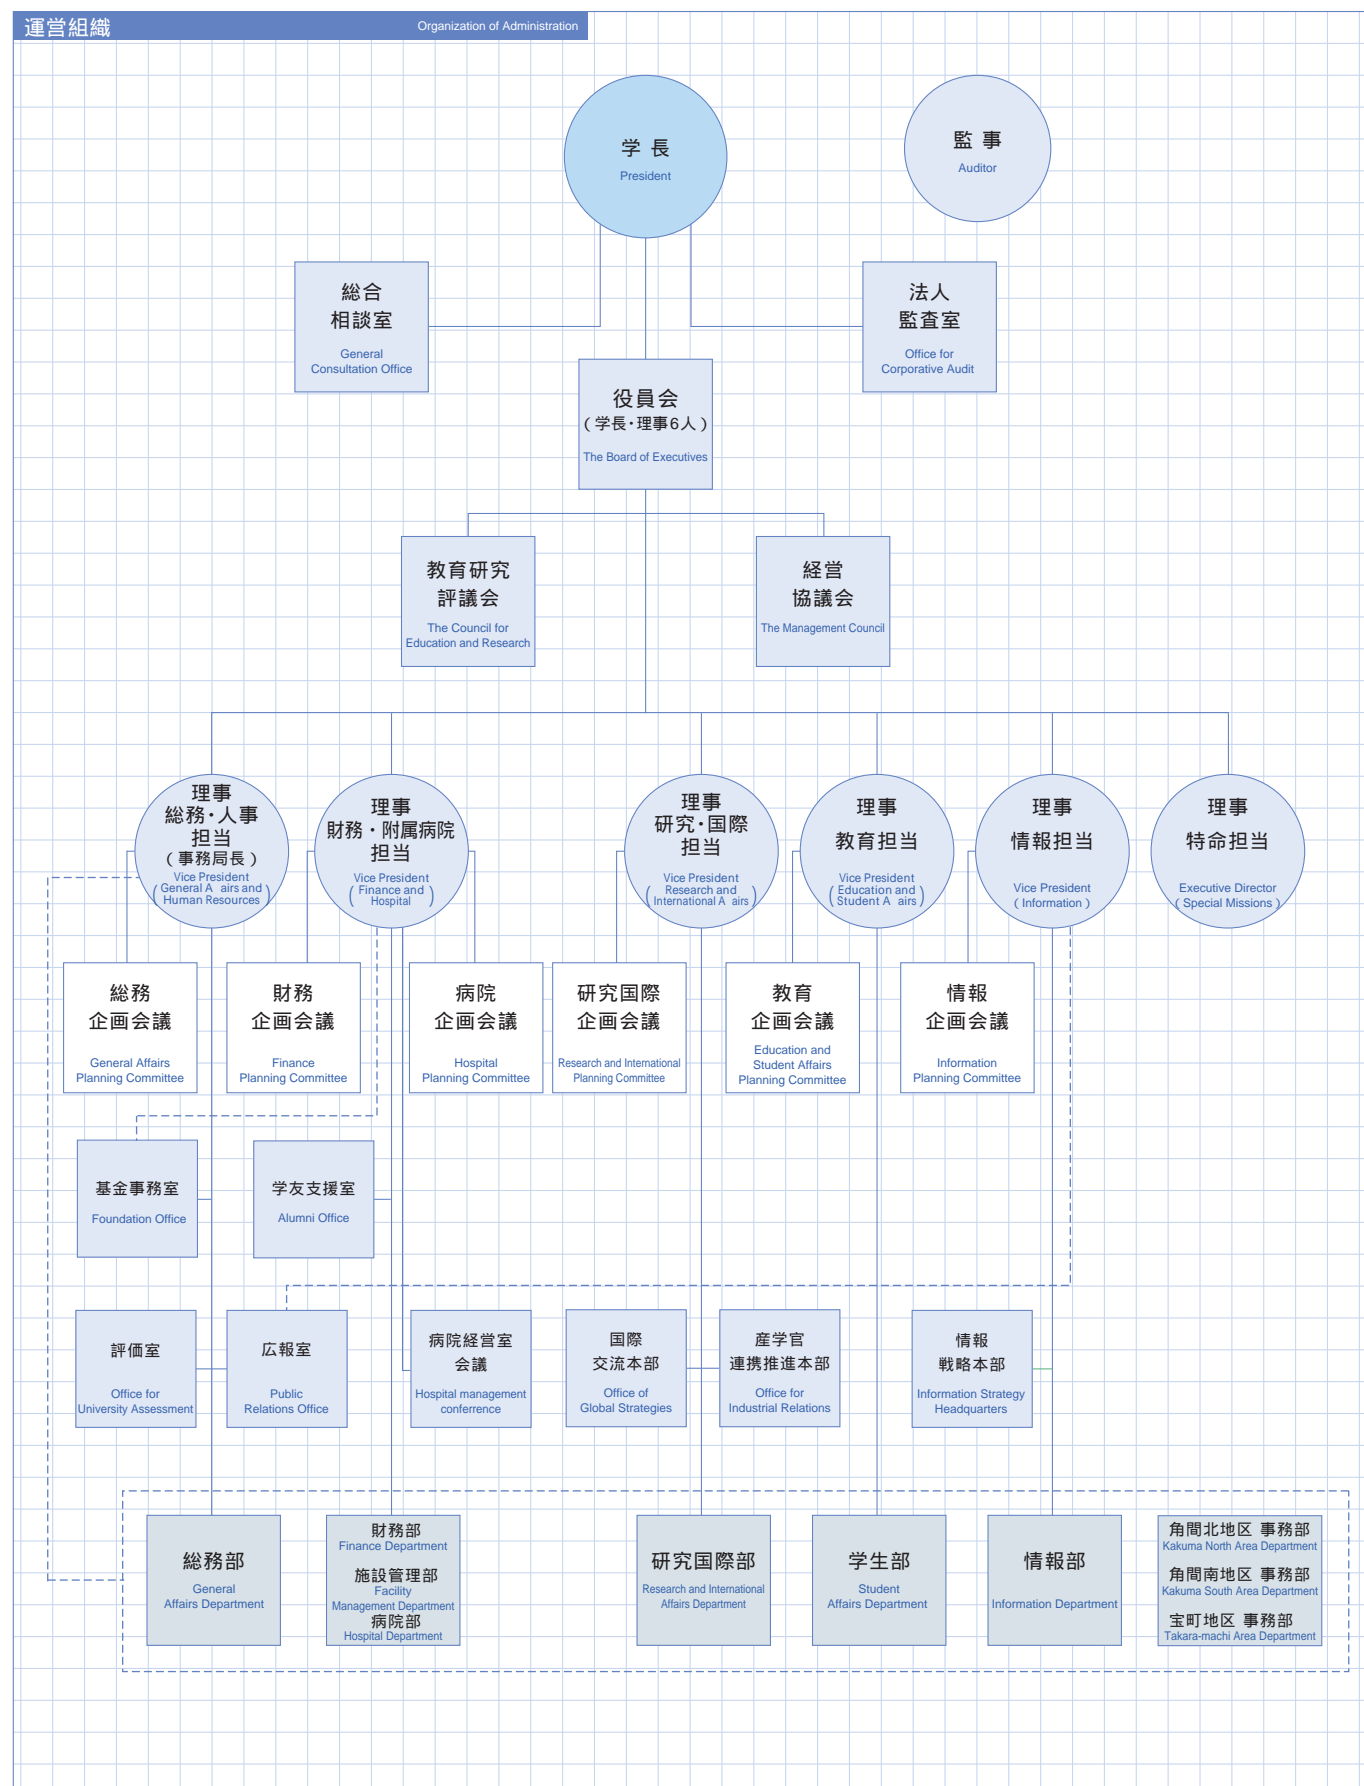 運営組織
Organization of Administration
学長
President
監事
Auditor
総合
相談室
General
Consultation Office
法人
監査室
Office for
Corporative Audit
役員会
（学長・理事6人）
The Board of Executives
教育研究
評議会
The Council for
Education and Research
経営
協議会
The Management Council
理事
総務・人事
担当
（事務局長）
Vice President
(General A airs and
Human Resources)
理事
財務・附属病院
担当
Vice President
(Finance and
Hospital)
理事
研究・国際
担当
Vice President
(Research and
International A airs)
理事
教育担当
Vice President
(Education and
Student A airs)
理事
情報担当
Vice President
(Information)
理事
特命担当
Executive Director
(Special Missions)
総務
企画会議
General Affairs
Planning Committee
財務
企画会議
Finance
Planning Committee
病院
企画会議
Hospital
Planning Committee
研究国際
企画会議
Research and International
Planning Committee
教育
企画会議
Education and
Student Affairs
Planning Committee
情報
企画会議
Information
Planning Committee
基金事務室
Foundation Office
学友支援室
Alumni Office
評価室
Office for
University Assessment
広報室
Public
Relations Office
病院経営室
会議
Hospital management
conferrence
国際
交流本部
Office of
Global Strategies
産学官
連携推進本部
Office for
Industrial Relations
情報
戦略本部
Information Strategy
Headquarters
総務部
General
Affairs Department
財務部
Finance Department
施設管理部
Facility
Management Department
病院部
Hospital Department
研究国際部
Research and International
Affairs Department
学生部
Student
Affairs Department
情報部
Information Department
角間北地区 事務部
Kakuma North Area Department
角間南地区 事務部
Kakuma South Area Department
宝町地区 事務部
Takara-machi Area Department